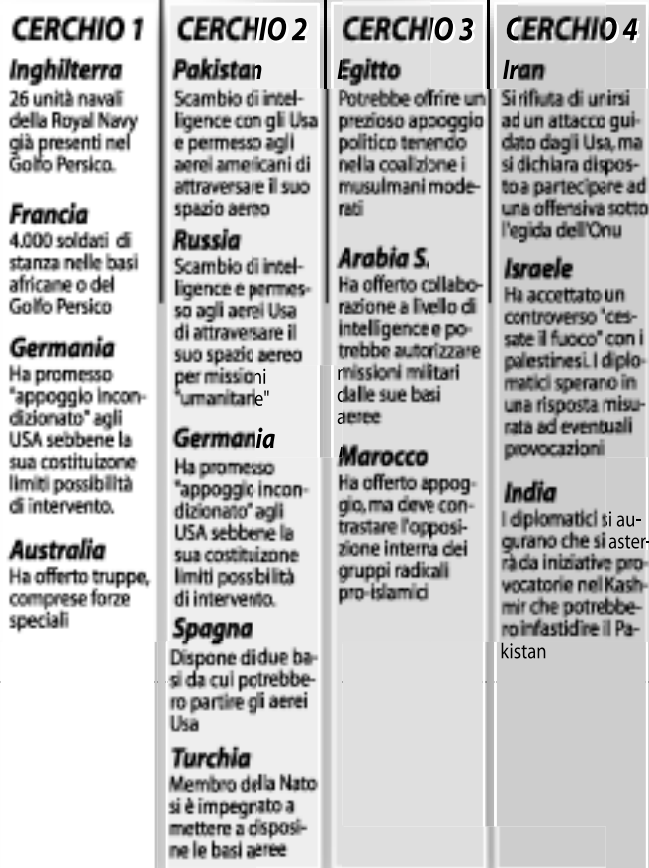 CERCHIO 1
Inghilterra
26 unità navali
della Royal Navy
già presenti nel
Golfo Persico.
Francia
4.000 soldati di
stanza nelle basi
africane o del
Golfo Persico
Germania
Ha promesso
"appoggio incon-
dizionato" agli
USA sebbene la
sua costituizone
limiti possibilità
di intervento.
Australia
Ha offerto truppe,
comprese forze
speciali
CERCHIO 2
Pakistan
Scambio di intel-
ligence con gli Usa
e permesso agli
aerei americani di
attraversare il suo
spazio aereo
Russia
Scambio di intel-
ligence e permes-
so agli aerei Usa
di attraversare il
suo spazio aereo
per missioni
"umanitarie"
Germania
Ha promesso
"appoggio incon-
dizionato" agli
USA sebbene la
sua costituizone
limiti possbilità
di intervento.
Spagna
Dispone di due ba-
si da cui potrebbe-
ro partire gli aerei
Usa
Turchia
Membro della Nato
si è impegnato a
mettere a disposi-
ne le basi aeree
CERCHIO 3
Egitto
Potrebbe offrire un
prezioso appoggio
politico tenendo
nella coalizione i
musulmani mode-
rati
Arabia S.
Ha offerto collabo-
razione a livello di
intelligence e po-
trebbe autorizzare
missioni militari
dalle sue basi
aeree
Marocco
Ha offerto appog-
gio, ma deve con-
trastare l'opposi-
zione interna dei
gruppi radicali
pro-islamici
CERCHIO 4
Iran
Si rifiuta di unirsi
ad un attacco gui-
dato dagli Usa, ma
si dichiara dispos-
to a partecipare ad
una offensiva sotto
l'egida dell'Onu
Israele
Ha accettato un
controverso "ces-
sate il fuoco" con i
palestinesi. I diplo-
matici sperano in
una risposta misu-
rata ad eventuali
provocazioni
India
I diplomatici si au-
gurano che si aster-
rà da iniziative pro-
vocatorie nel Kash-
mir che potrebbe-
ro infastidire il Pa-
kistan